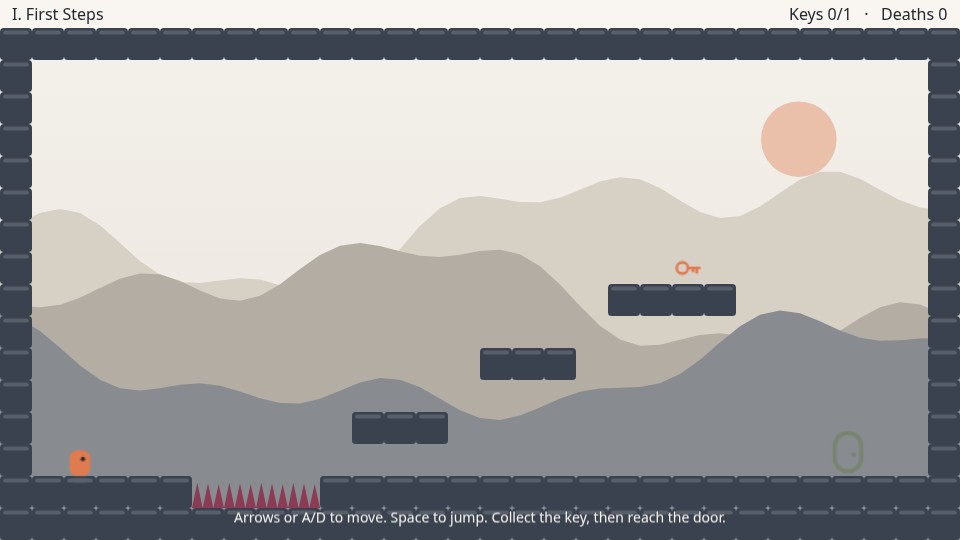 I. First Steps
Keys 0/1 · Deaths 0
Arrows or A/D to move. Space to jump. Collect the key, then reach the door.